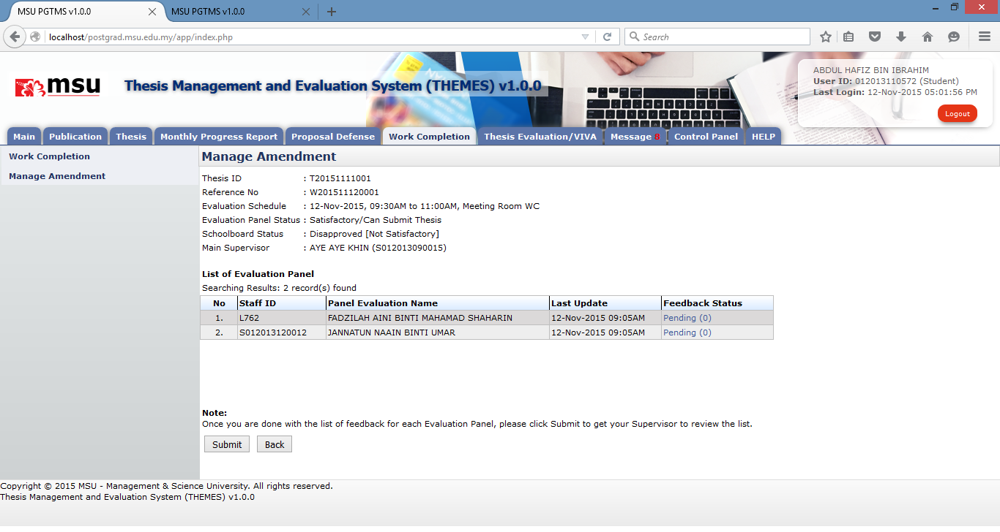 MSU PGTMS v1.0.0
MSU PGTMS v1.0.0
localhost/postgrad.msu.edu.my/app/index.php
Search
msu
Thesis Management and Evaluation System (THEMES) v1.0.0
ABDUL HAFIZ BIN IBRAHIM
User ID: 012013110572 (Student)
Last Login: 12-Nov-2015 05:01:56 PM
Logout
Main Publication Thesis Monthly Progress Report Proposal Defense Work Completion Thesis Evaluation/VIVA Message 8 Control Panel HELP
Work Completion
Manage Amendment
Manage Amendment
Thesis ID : T20151111001
Reference No : W201511120001
Evaluation Schedule : 12-Nov-2015, 09:30AM to 11:00AM, Meeting Room WC
Evaluation Panel Status : Satisfactory/Can Submit Thesis
Schoolboard Status : Disapproved [Not Satisfactory]
Main Supervisor : AYE AYE KHIN (S012013090015)
List of Evaluation Panel
Searching Results: 2 record(s) found
No Staff ID Panel Evaluation Name Last Update Feedback Status
1. L762 FADZILAH AINI BINTI MAHAMAD SHAHARIN 12-Nov-2015 09:05AM Pending (0)
2. S012013120012 JANNATUN NAAIN BINTI UMAR 12-Nov-2015 09:05AM Pending (0)
Note:
Once you are done with the list of feedback for each Evaluation Panel, please click Submit to get your Supervisor to review the list.
Submit Back
Copyright © 2015 MSU - Management & Science University. All rights reserved.
Thesis Management and Evaluation System (THEMES) v1.0.0